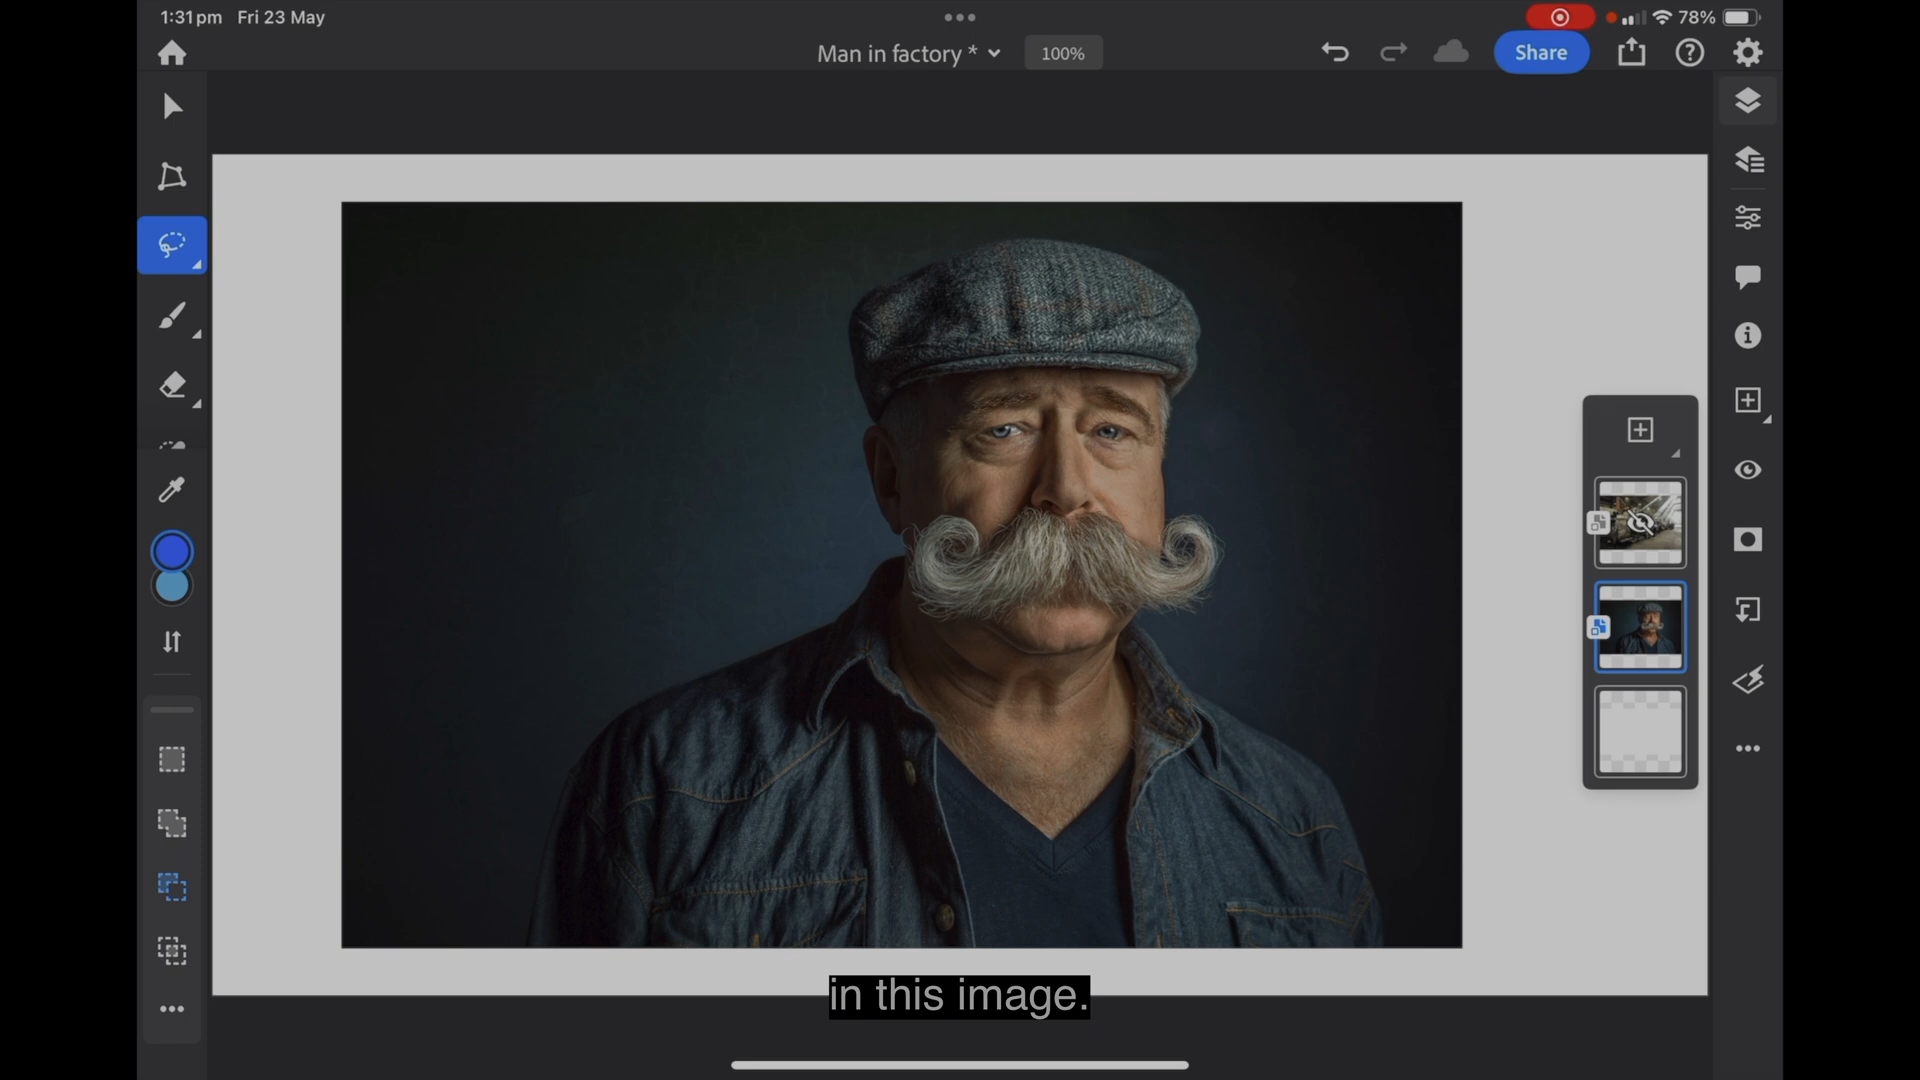 1:31 pm Fri 23 May
78%
Man in factory *
100%
Share
in this image.